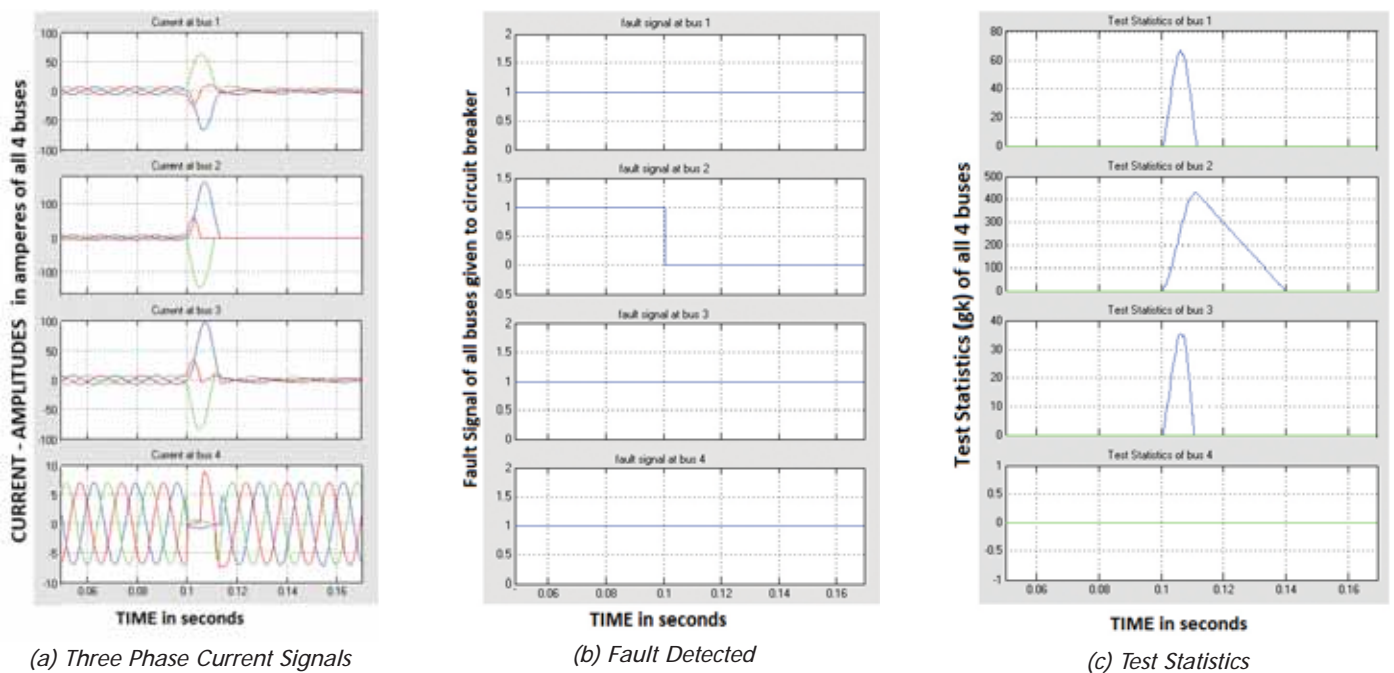 Current at bus 1
100
50
0
-50
-100
Current at bus 2
100
0
-100
Current at bus 3
100
50
0
-50
-100
Current at bus 4
10
5
0
-5
-10
0.06 0.08 0.1 0.12 0.14 0.16
CURRENT - AMPLITUDES in amperes of all 4 buses
TIME in seconds
(a) Three Phase Current Signals
fault signal at bus 1
2
1.5
1
0.5
0
fault signal at bus 2
1.5
1
0.5
0
-0.5
fault signal at bus 3
2
1.5
1
0.5
0
fault signal at bus 4
2
1.5
1
0.5
0
0.06 0.08 0.1 0.12 0.14 0.16
Fault Signal of all buses given to circuit breaker
TIME in seconds
(b) Fault Detected
Test Statistics of bus 1
80
60
40
20
0
Test Statistics of bus 2
500
400
300
200
100
0
Test Statistics of bus 3
40
30
20
10
0
Test Statistics of bus 4
1
0.5
0
-0.5
-1
0.06 0.08 0.1 0.12 0.14 0.16
Test Statistics (gk) of all 4 buses
TIME in seconds
(c) Test Statistics